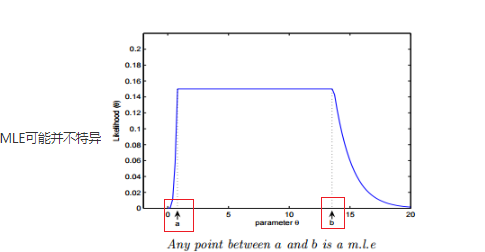 MLE可能并不特异
0.2
0.18
0.16
0.14
0.12
0.1
0.08
0.06
0.04
0.02
0
Likelihood (θ)
0 5 10 15 20
a b
parameter θ
Any point between a and b is a m.l.e